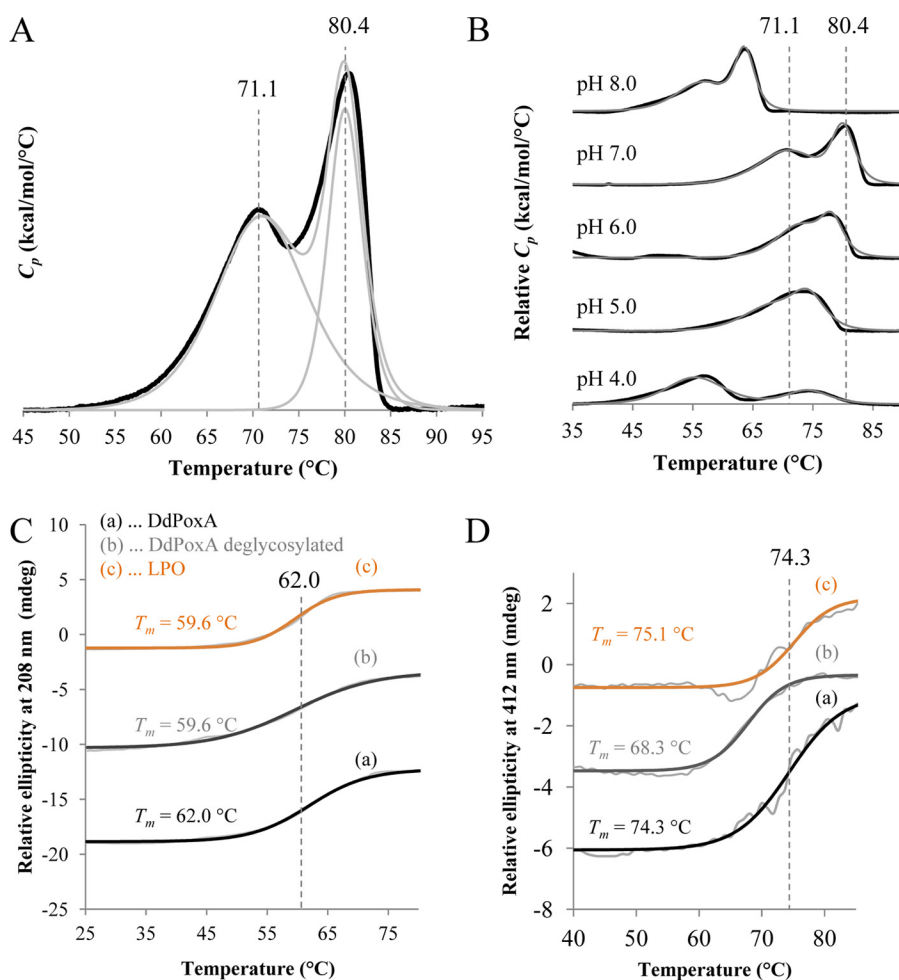 A
71.1
80.4
Cp (kcal/mol/°C)
45 50 55 60 65 70 75 80 85 90 95
Temperature (°C)
B
71.1 80.4
Relative Cp (kcal/mol/°C)
pH 8.0
pH 7.0
pH 6.0
pH 5.0
pH 4.0
35 45 55 65 75 85
Temperature (°C)
C
(a) ... DdPoxA
(b) ... DdPoxA deglycosylated
(c) ... LPO
Relative ellipticity at 208 nm (mdeg)
10
5
0
-5
-10
-15
-20
-25
62.0
(c)
Tm = 59.6 °C
(b)
Tm = 59.6 °C
(a)
Tm = 62.0 °C
25 35 45 55 65 75
Temperature (°C)
D
74.3
Relative ellipticity at 412 nm (mdeg)
2
0
-2
-4
-6
-8
(c)
Tm = 75.1 °C
(b)
Tm = 68.3 °C
(a)
Tm = 74.3 °C
40 50 60 70 80
Temperature (°C)